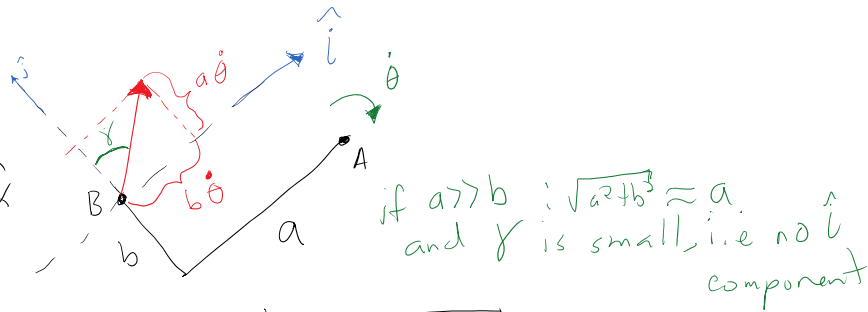 î
ĵ
aθ̇
θ̇
γ
A
B
bθ̇
b
a
if a>>b : √a²+b² ≈ a
and γ is small, i.e no î
component